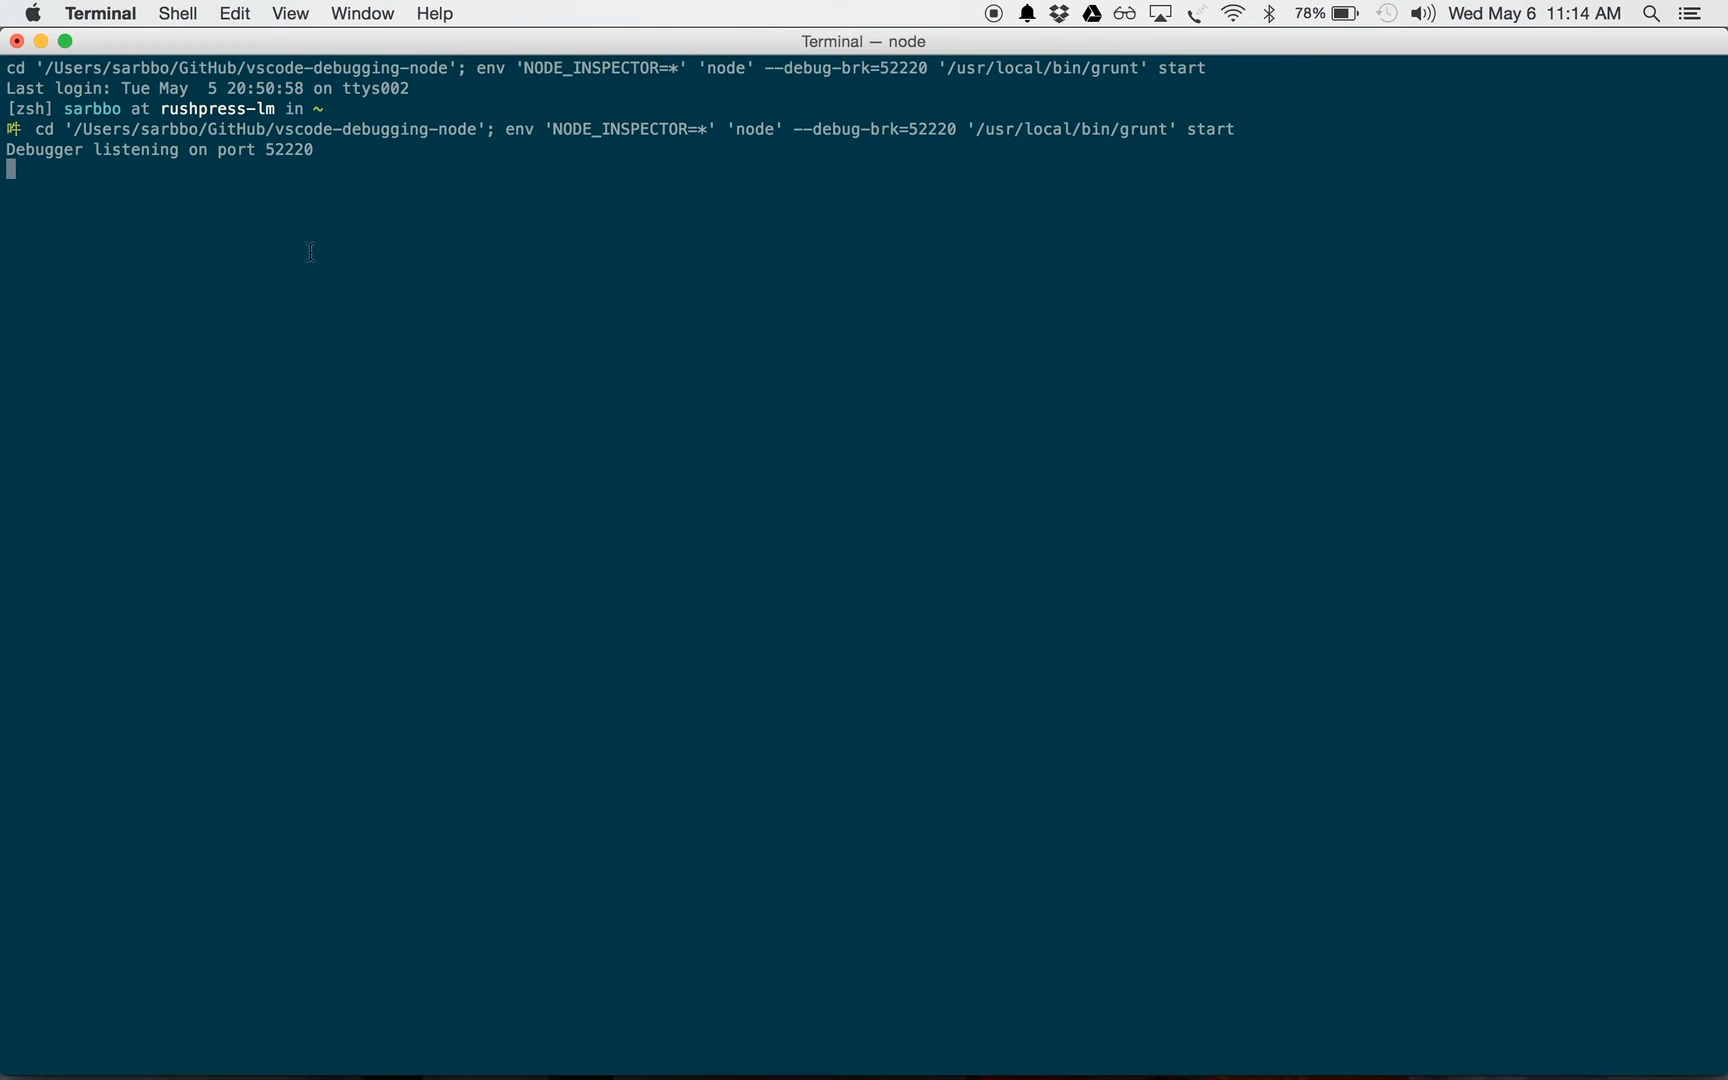 Terminal Shell Edit View Window Help 78% Wed May 6 11:14 AM
Terminal — node
cd '/Users/sarbbo/GitHub/vscode-debugging-node'; env 'NODE_INSPECTOR=*' 'node' --debug-brk=52220 '/usr/local/bin/grunt' start
Last login: Tue May  5 20:50:58 on ttys002
[zsh] sarbbo at rushpress-lm in ~
cd '/Users/sarbbo/GitHub/vscode-debugging-node'; env 'NODE_INSPECTOR=*' 'node' --debug-brk=52220 '/usr/local/bin/grunt' start
Debugger listening on port 52220